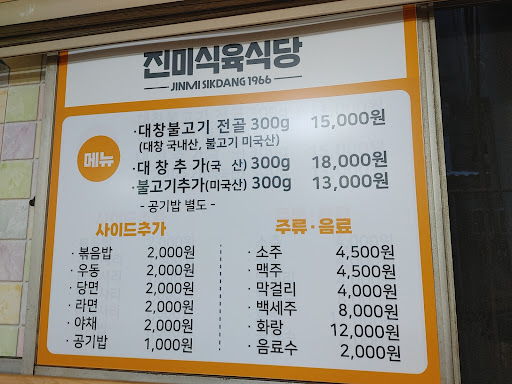 진미식육식당
JINMI SIKDANG 1966
메뉴
·대창불고기 전골 300g 15,000원
(대창 국내산, 불고기 미국산)
·대 창 추 가(국 산) 300g 18,000원
·불고기추가(미국산) 300g 13,000원
- 공기밥 별도 -
사이드추가
·볶음밥 2,000원
·우동 2,000원
·당면 2,000원
·라면 2,000원
·야채 2,000원
·공기밥 1,000원
주류·음료
·소주 4,500원
·맥주 4,500원
·막걸리 4,000원
·백세주 8,000원
·화랑 12,000원
·음료수 2,000원